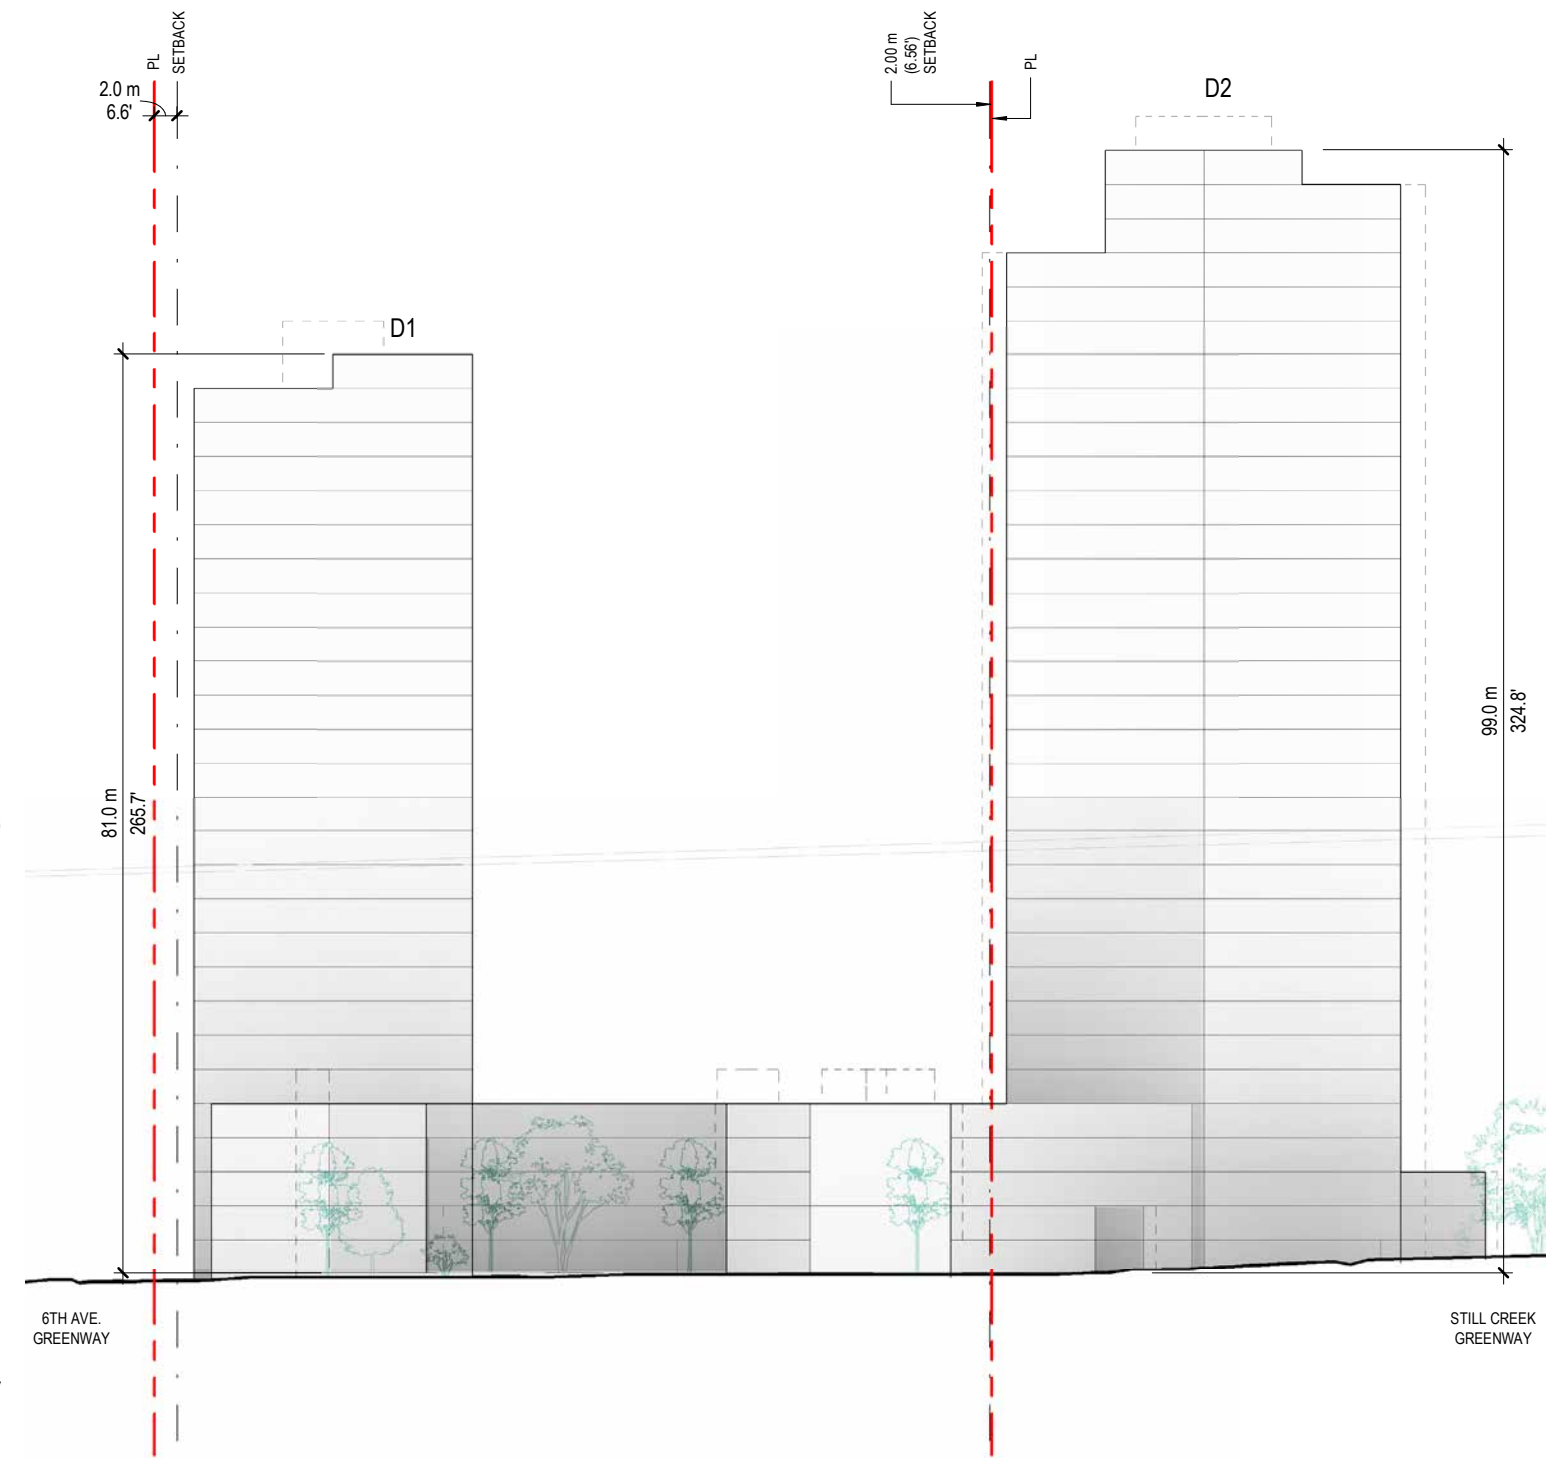 PL
SETBACK
2.0 m
6.6'
2.00 m
(6.56')
SETBACK
PL
D2
D1
81.0 m
265.7'
99.0 m
324.8'
6TH AVE.
GREENWAY
STILL CREEK
GREENWAY